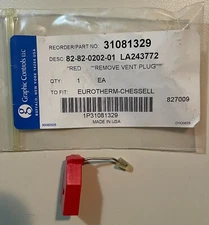 REORDER/PART NO. 31081329
DESC: 82-82-0202-01 LA243772
*RED *REMOVE VENT PLUG*
QTY: 1 EA
TO FIT: EUROTHERM-CHESSELL
827009
1P31081329
MADE IN USA
Graphic Controls LLC